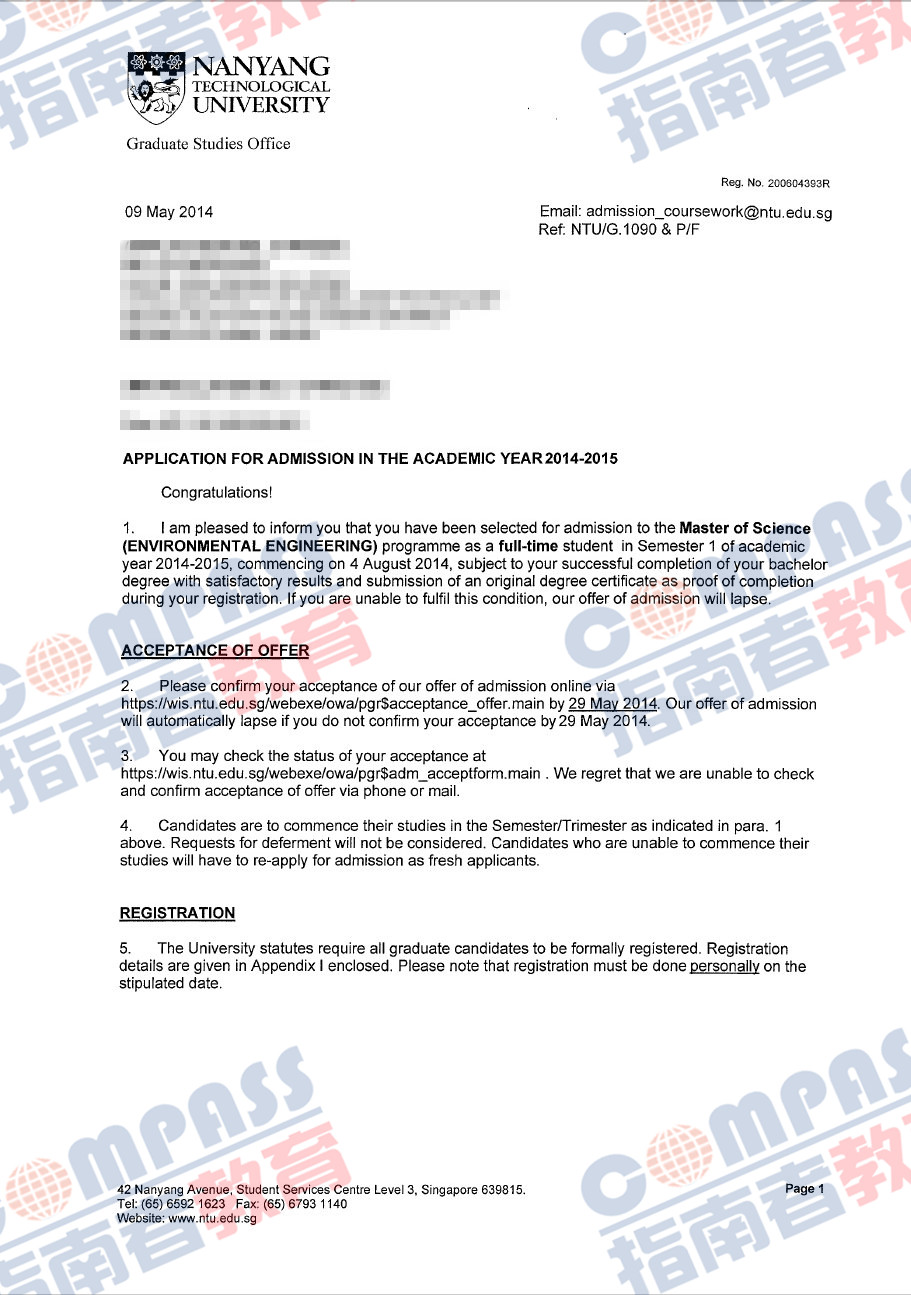 NANYANG
TECHNOLOGICAL
UNIVERSITY
Graduate Studies Office
Reg. No. 200604393R
09 May 2014
Email: admission_coursework@ntu.edu.sg
Ref: NTU/G.1090 & P/F
APPLICATION FOR ADMISSION IN THE ACADEMIC YEAR 2014-2015
Congratulations!
1. I am pleased to inform you that you have been selected for admission to the Master of Science
(ENVIRONMENTAL ENGINEERING) programme as a full-time student in Semester 1 of academic
year 2014-2015, commencing on 4 August 2014, subject to your successful completion of your bachelor
degree with satisfactory results and submission of an original degree certificate as proof of completion
during your registration. If you are unable to fulfil this condition, our offer of admission will lapse.
ACCEPTANCE OF OFFER
2. Please confirm your acceptance of our offer of admission online via
https://wis.ntu.edu.sg/webexe/owa/pgr$acceptance_offer.main by 29 May 2014. Our offer of admission
will automatically lapse if you do not confirm your acceptance by 29 May 2014.
3. You may check the status of your acceptance at
https://wis.ntu.edu.sg/webexe/owa/pgr$adm_acceptform.main . We regret that we are unable to check
and confirm acceptance of offer via phone or mail.
4. Candidates are to commence their studies in the Semester/Trimester as indicated in para. 1
above. Requests for deferment will not be considered. Candidates who are unable to commence their
studies will have to re-apply for admission as fresh applicants.
REGISTRATION
5. The University statutes require all graduate candidates to be formally registered. Registration
details are given in Appendix I enclosed. Please note that registration must be done personally on the
stipulated date.
42 Nanyang Avenue, Student Services Centre Level 3, Singapore 639815.
Tel: (65) 6592 1623 Fax: (65) 6793 1140
Website: www.ntu.edu.sg
Page 1
COMPASS
指南者教育